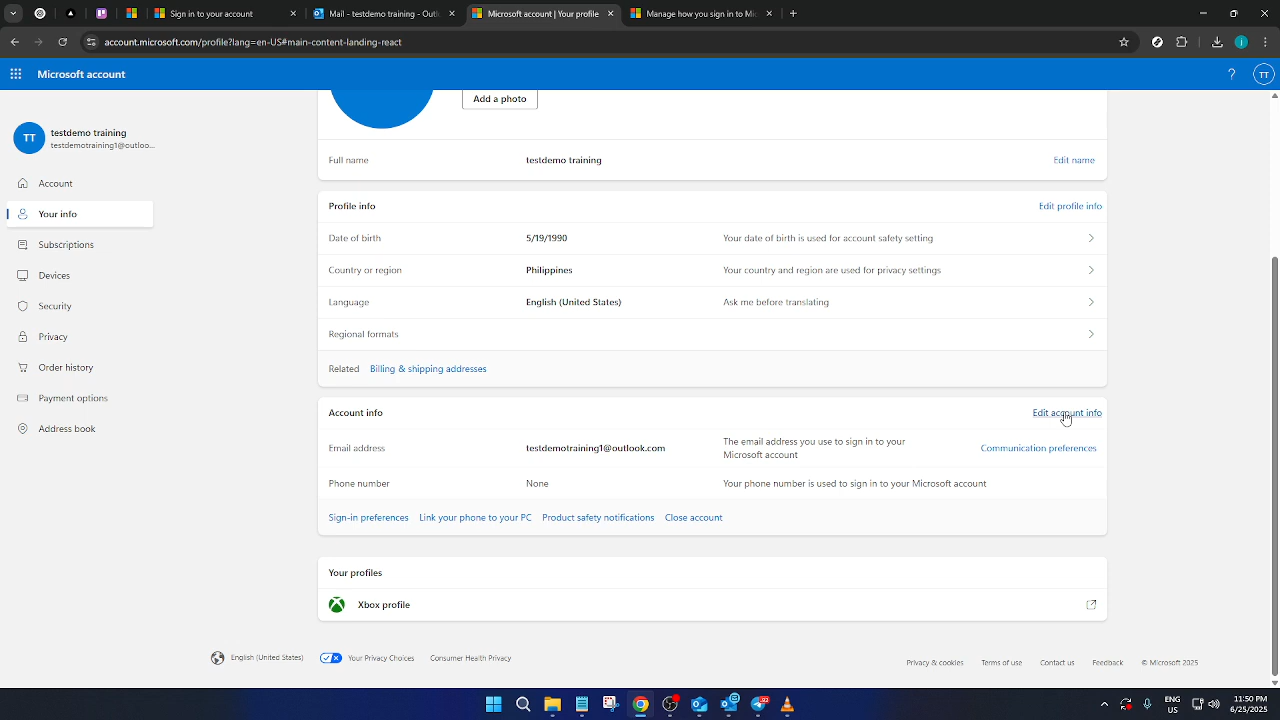 Sign in to your account
Mail - testdemo training - Outl
Microsoft account | Your profile
Manage how you sign in to Mic
account.microsoft.com/profile?lang=en-US#main-content-landing-react
Microsoft account
?
TT
TT
testdemo training
testdemotraining1@outloo...
Account
Your info
Subscriptions
Devices
Security
Privacy
Order history
Payment options
Address book
Add a photo
Full name testdemo training Edit name
Profile info Edit profile info
Date of birth 5/19/1990 Your date of birth is used for account safety setting
Country or region Philippines Your country and region are used for privacy settings
Language English (United States) Ask me before translating
Regional formats
Related Billing & shipping addresses
Account info Edit account info
Email address testdemotraining1@outlook.com The email address you use to sign in to your Microsoft account Communication preferences
Phone number None Your phone number is used to sign in to your Microsoft account
Sign-in preferences Link your phone to your PC Product safety notifications Close account
Your profiles
Xbox profile
English (United States) Your Privacy Choices Consumer Health Privacy
Privacy & cookies Terms of use Contact us Feedback © Microsoft 2025
ENG
US
11:50 PM
6/25/2025